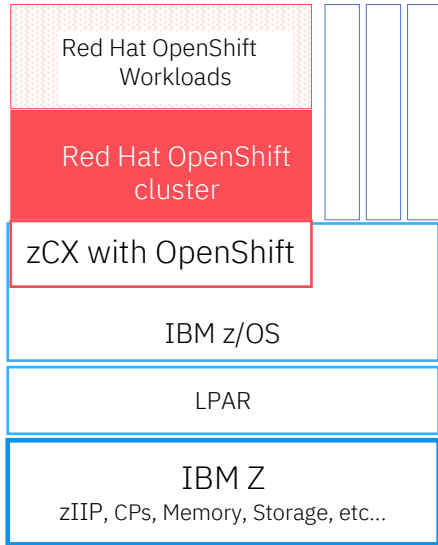 Red Hat OpenShift
Workloads
Red Hat OpenShift
cluster
zCX with OpenShift
IBM z/OS
LPAR
IBM Z
zIIP, CPs, Memory, Storage, etc...